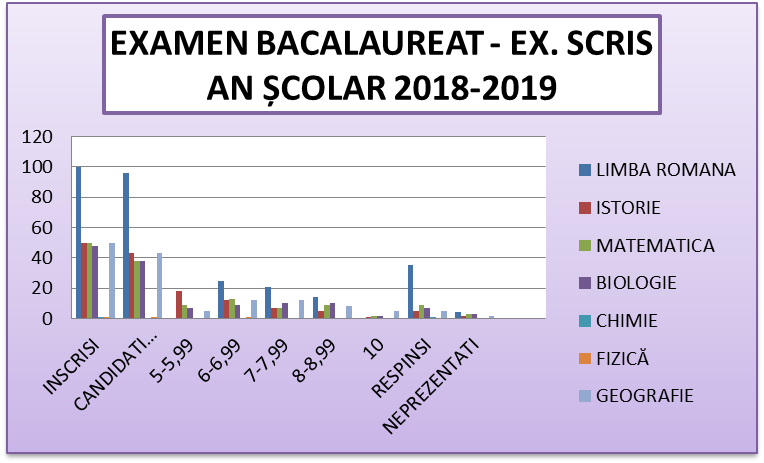 EXAMEN BACALAUREAT - EX. SCRIS
AN ȘCOLAR 2018-2019
120
100
80
60
40
20
0
INSCRISI
CANDIDATI...
5-5,99
6-6,99
7-7,99
8-8,99
10
RESPINSI
NEPREZENTATI
LIMBA ROMANA
ISTORIE
MATEMATICA
BIOLOGIE
CHIMIE
FIZICĂ
GEOGRAFIE